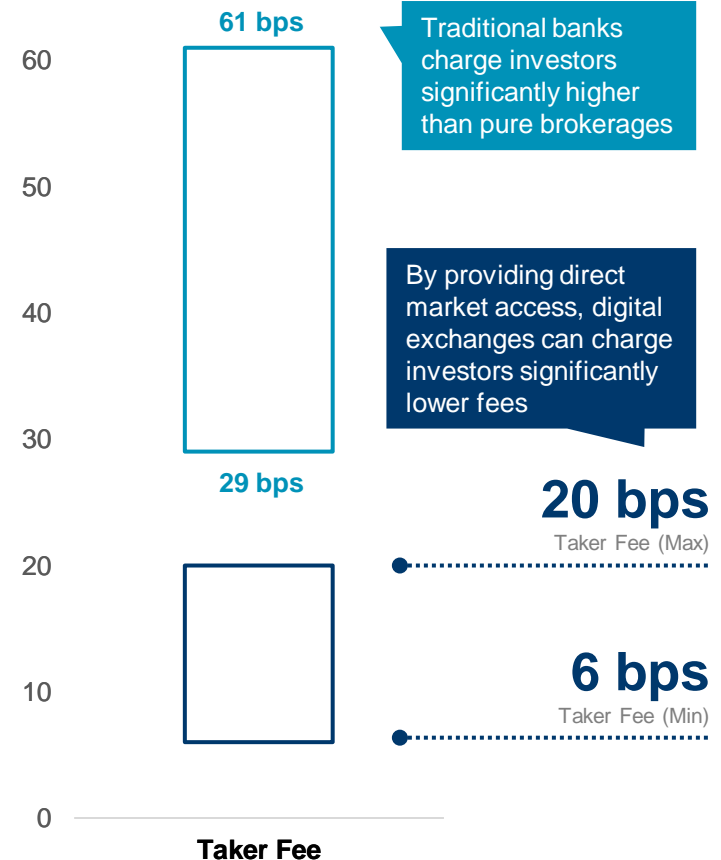 61 bps
Traditional banks
charge investors
significantly higher
than pure brokerages
60
50
By providing direct
market access, digital
exchanges can charge
investors significantly
lower fees
40
30
29 bps
20 bps
Taker Fee (Max)
20
6 bps
Taker Fee (Min)
10
0
Taker Fee